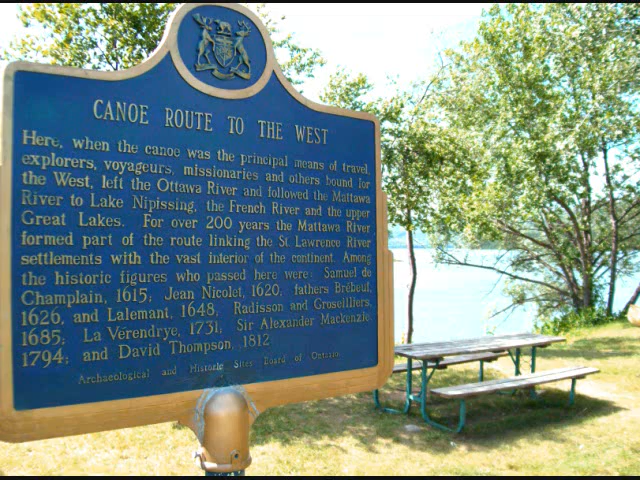 CANOE ROUTE TO THE WEST
Here, when the canoe was the principal means of travel,
explorers, voyageurs, missionaries and others bound for
the West, left the Ottawa River and followed the Mattawa
River to Lake Nipissing, the French River and the upper
Great Lakes. For over 200 years the Mattawa River
formed part of the route linking the St. Lawrence River
settlements with the vast interior of the continent. Among
the historic figures who passed here were: Samuel de
Champlain, 1615; Jean Nicolet, 1620; fathers Brébeuf,
1626, and Lalemant, 1648; Radisson and Groseilliers,
1685; La Vérendrye, 1731; Sir Alexander Mackenzie,
1794; and David Thompson, 1812
Archaeological and Historic Sites Board of Ontario